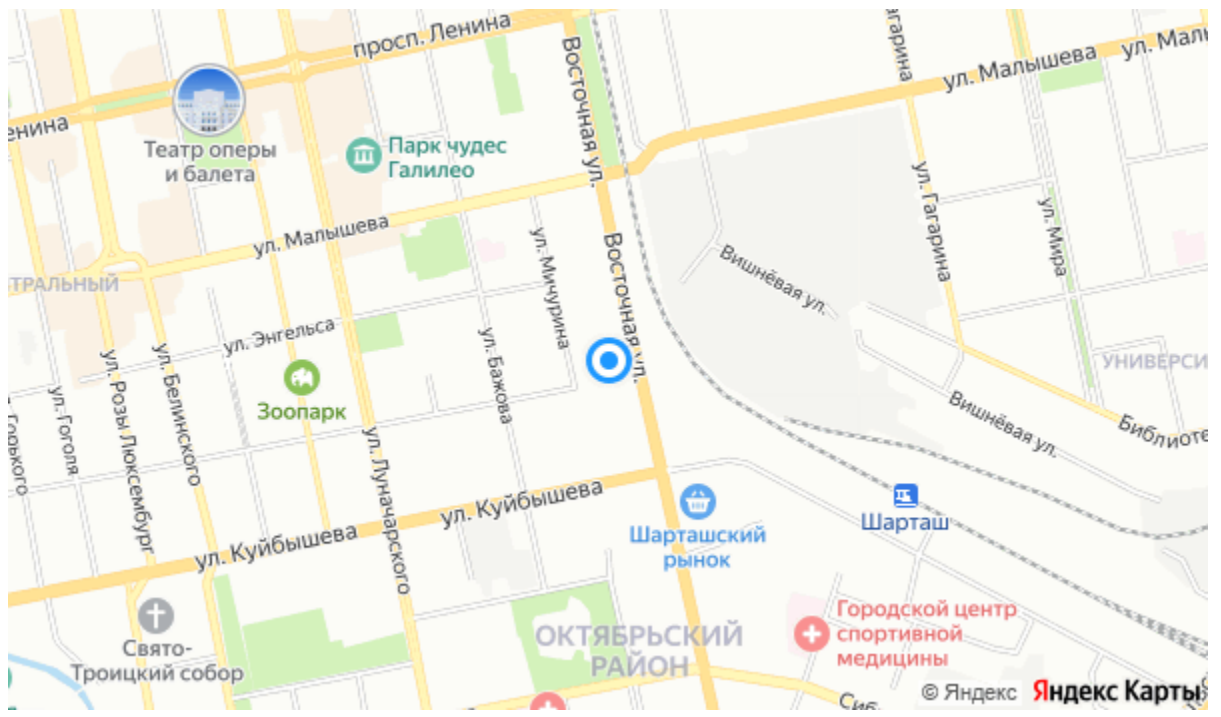 просп. Ленина
Ленина
Театр оперы
и балета
Парк чудес
Галилео
Восточная ул.
Гагарина
ул. Малышева
ул. Мал
ул. Малышева
ул. Гагарина
ул. Мира
ТРАЛЬНЫЙ
ул. Мичурина
Восточная ул.
Вишнёвая ул.
ул. Энгельса
ул. Бажова
УНИВЕРСИ
Зоопарк
ул. Розы Люксембург
ул. Белинского
ул. Гоголя
Горького
ул. Луначарского
Вишнёвая ул.
Библиоте
ул. Куйбышева
ул. Куйбышева
Шарташский
рынок
Шарташ
Свято-
Троицкий собор
ОКТЯБРЬСКИЙ
РАЙОН
Городской центр
спортивной
медицины
Сиб
© Яндекс
Яндекс Карты